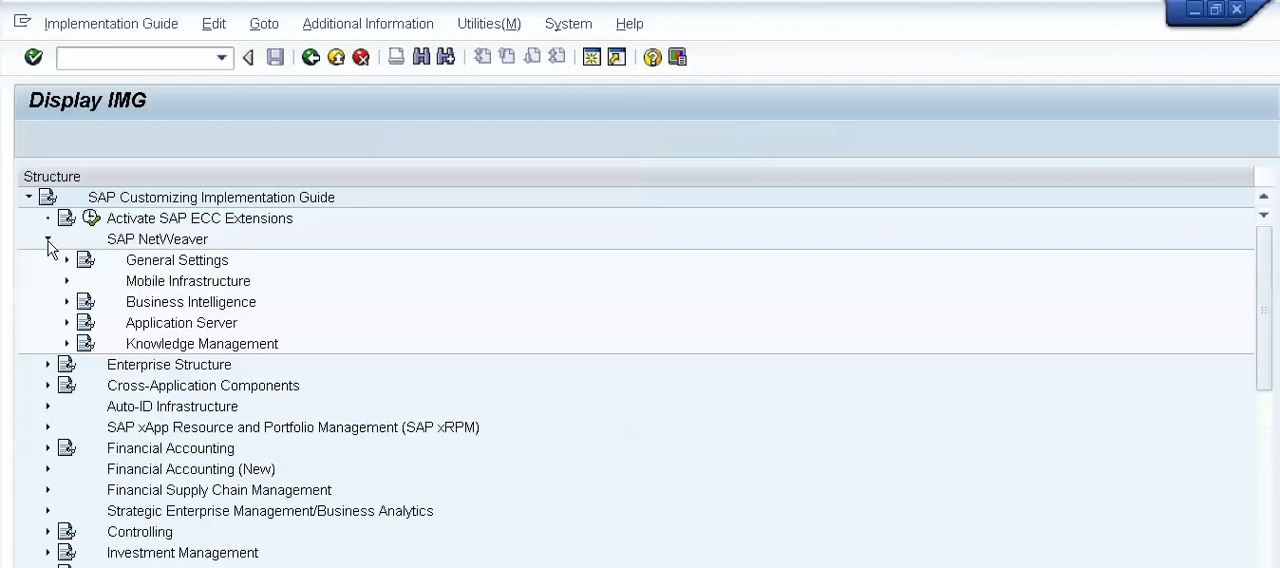 Implementation Guide Edit Goto Additional Information Utilities(M) System Help
Display IMG
Structure
SAP Customizing Implementation Guide
Activate SAP ECC Extensions
SAP NetWeaver
General Settings
Mobile Infrastructure
Business Intelligence
Application Server
Knowledge Management
Enterprise Structure
Cross-Application Components
Auto-ID Infrastructure
SAP xApp Resource and Portfolio Management (SAP xRPM)
Financial Accounting
Financial Accounting (New)
Financial Supply Chain Management
Strategic Enterprise Management/Business Analytics
Controlling
Investment Management